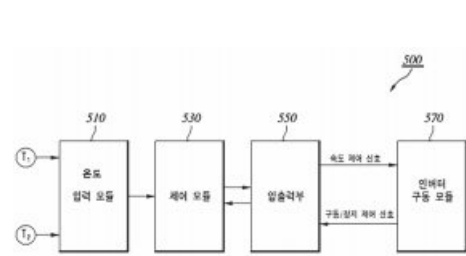 500
510
530
550
570
T₁
T₂
온도
입력 모듈
제어 모듈
입출력부
속도 제어 신호
구동/정지 제어 신호
인버터
구동 모듈